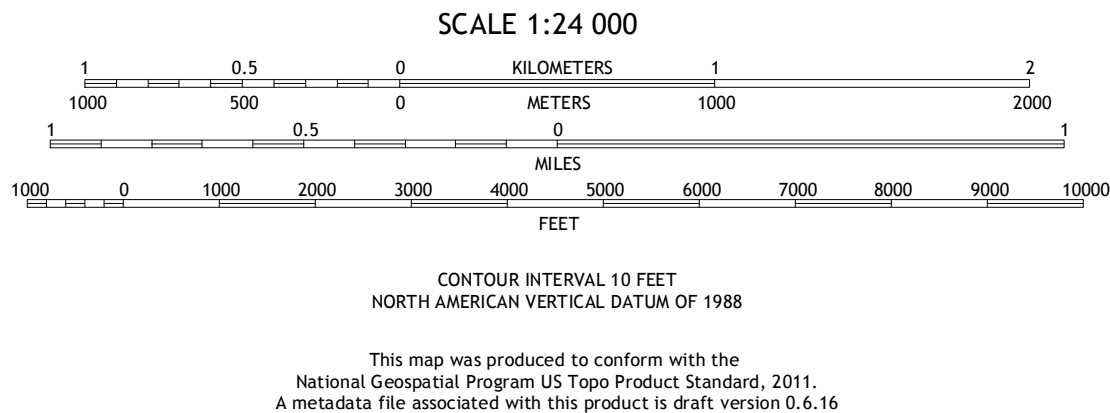 SCALE 1:24 000
1 0.5 0 KILOMETERS 1 2
1000 500 0 METERS 1000 2000
1 0.5 0 1
MILES
1000 0 1000 2000 3000 4000 5000 6000 7000 8000 9000 10000
FEET
CONTOUR INTERVAL 10 FEET
NORTH AMERICAN VERTICAL DATUM OF 1988
This map was produced to conform with the
National Geospatial Program US Topo Product Standard, 2011.
A metadata file associated with this product is draft version 0.6.16